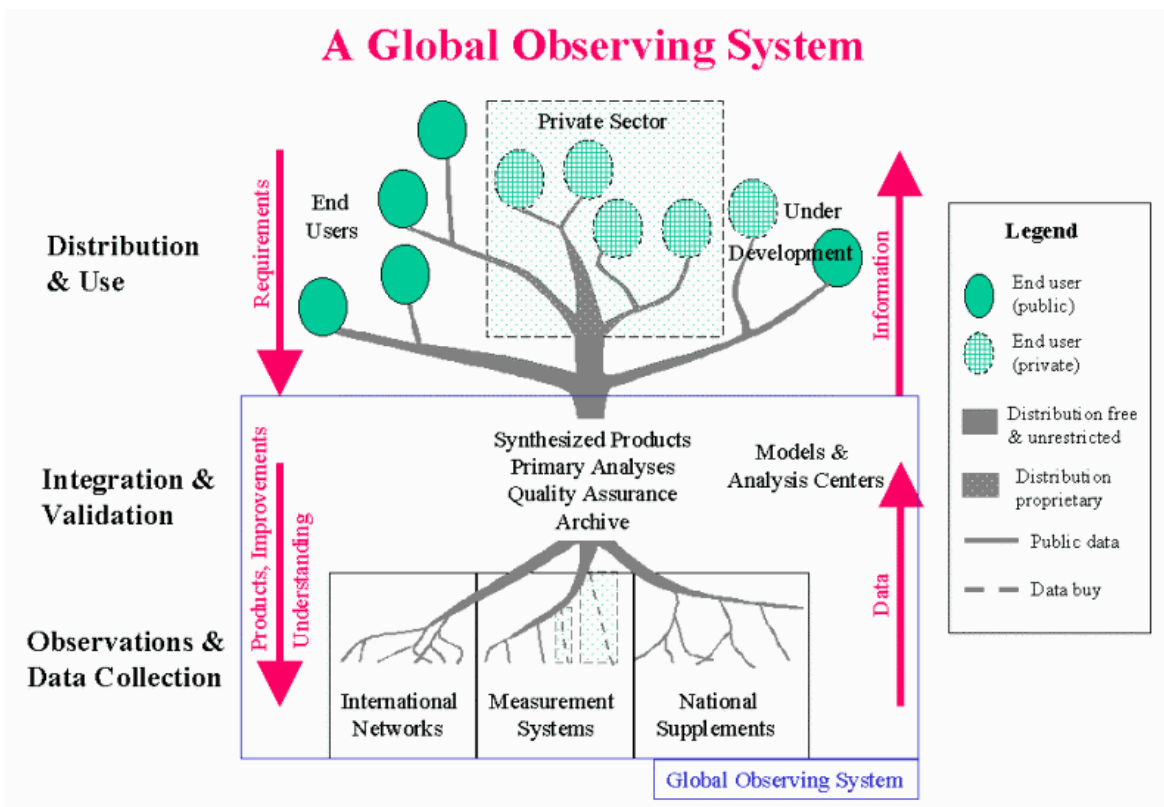 A Global Observing System
Private Sector
End
Users
Under
Development
Requirements
Information
Distribution
& Use
Legend
End user
(public)
End user
(private)
Distribution free
& unrestricted
Distribution
proprietary
Public data
Data buy
Integration &
Validation
Synthesized Products
Primary Analyses
Quality Assurance
Archive
Models &
Analysis Centers
Products, Improvements
Understanding
Data
Observations &
Data Collection
International
Networks
Measurement
Systems
National
Supplements
Global Observing System